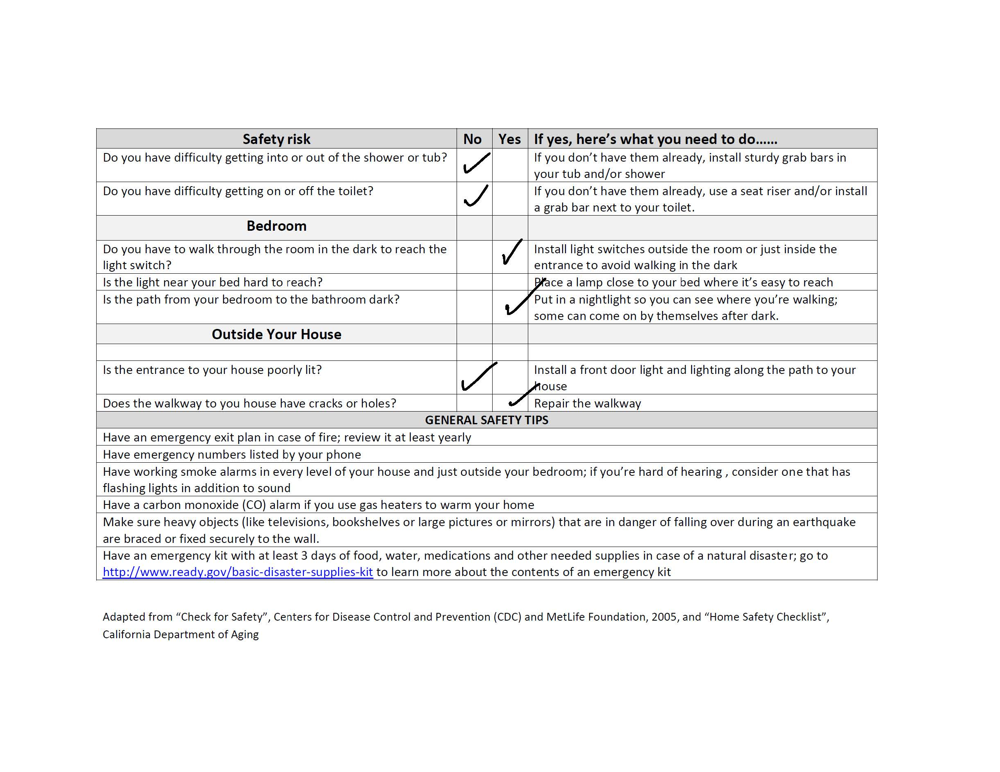 Safety risk No Yes If yes, here’s what you need to do......
Do you have difficulty getting into or out of the shower or tub? ✓ If you don’t have them already, install sturdy grab bars in
your tub and/or shower
Do you have difficulty getting on or off the toilet? ✓ If you don’t have them already, use a seat riser and/or install
a grab bar next to your toilet.
Bedroom
Do you have to walk through the room in the dark to reach the
light switch? ✓ Install light switches outside the room or just inside the
entrance to avoid walking in the dark
Is the light near your bed hard to reach? Place a lamp close to your bed where it’s easy to reach
Is the path from your bedroom to the bathroom dark? ✓ Put in a nightlight so you can see where you’re walking;
some can come on by themselves after dark.
Outside Your House
Is the entrance to your house poorly lit? ✓ Install a front door light and lighting along the path to your
house
Does the walkway to you house have cracks or holes? ✓ Repair the walkway
GENERAL SAFETY TIPS
Have an emergency exit plan in case of fire; review it at least yearly
Have emergency numbers listed by your phone
Have working smoke alarms in every level of your house and just outside your bedroom; if you’re hard of hearing , consider one that has
flashing lights in addition to sound
Have a carbon monoxide (CO) alarm if you use gas heaters to warm your home
Make sure heavy objects (like televisions, bookshelves or large pictures or mirrors) that are in danger of falling over during an earthquake
are braced or fixed securely to the wall.
Have an emergency kit with at least 3 days of food, water, medications and other needed supplies in case of a natural disaster; go to
http://www.ready.gov/basic-disaster-supplies-kit to learn more about the contents of an emergency kit
Adapted from “Check for Safety”, Centers for Disease Control and Prevention (CDC) and MetLife Foundation, 2005, and “Home Safety Checklist”,
California Department of Aging